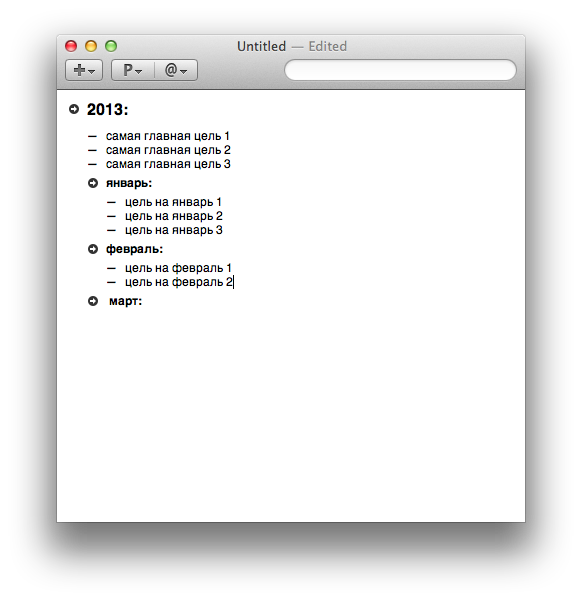 Untitled — Edited
P @
2013:
— самая главная цель 1
— самая главная цель 2
— самая главная цель 3
январь:
— цель на январь 1
— цель на январь 2
— цель на январь 3
февраль:
— цель на февраль 1
— цель на февраль 2
март: